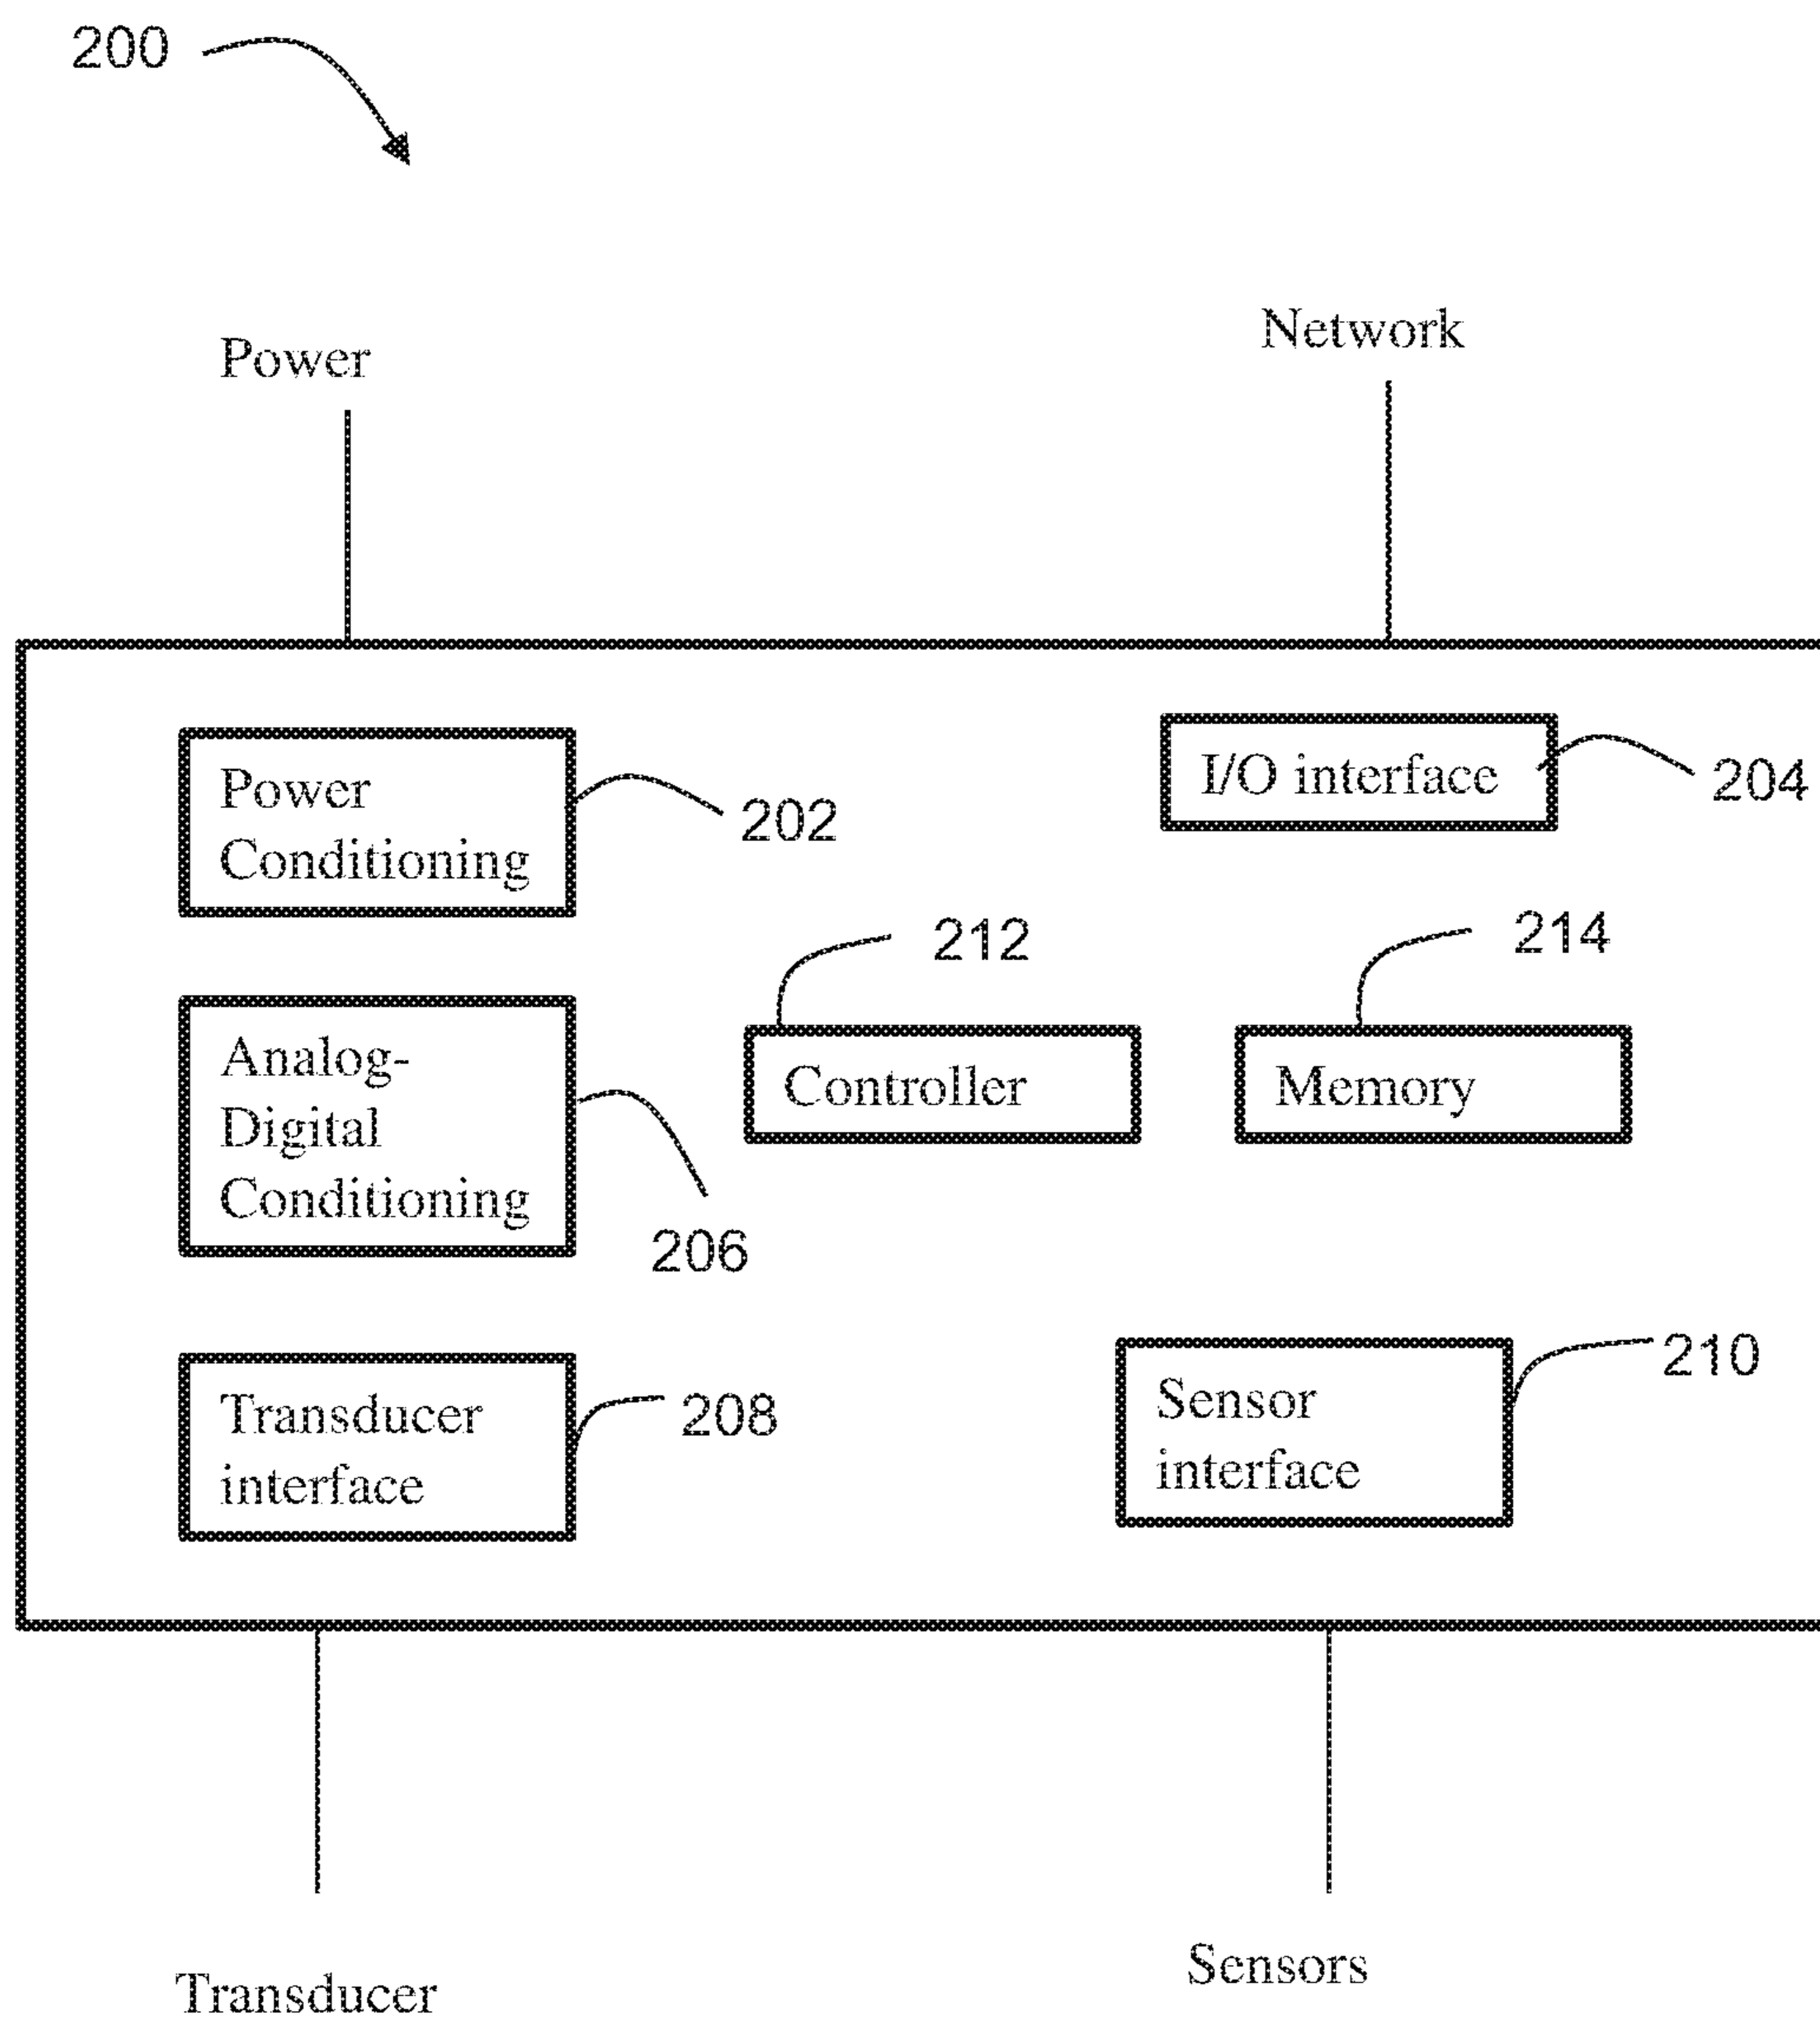 200
Power
Network
Power
Conditioning
202
I/O interface
204
212
214
Analog-
Digital
Conditioning
206
Controller
Memory
Transducer
interface
208
Sensor
interface
210
Transducer
Sensors